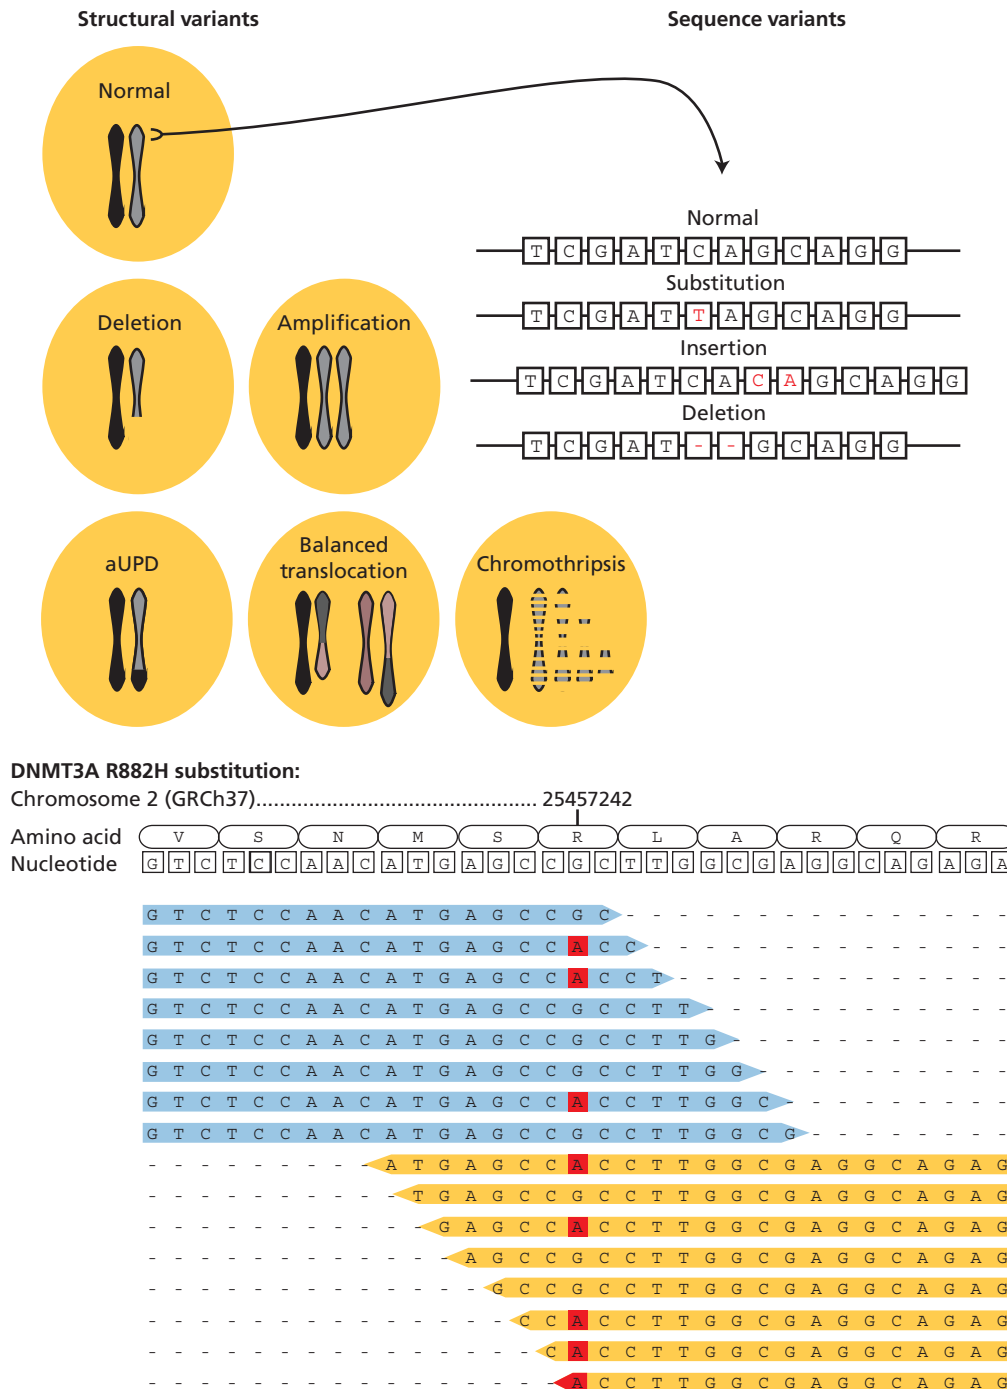 Structural variants
Sequence variants
Normal
Normal
T C G A T C A G C A G G
Substitution
T C G A T T A G C A G G
Insertion
T C G A T C A C A G C A G G
Deletion
T C G A T - - G C A G G
Deletion
Amplification
aUPD
Balanced
translocation
Chromothripsis
DNMT3A R882H substitution:
Chromosome 2 (GRCh37)................................................ 25457242
Amino acid V S N M S R L A R Q R
Nucleotide G T C T C C A A C A T G A G C C G C T T G G C G A G G C A G A G A
G T C T C C A A C A T G A G C C G C - - - - - - - - - - - - - - -
G T C T C C A A C A T G A G C C A C C - - - - - - - - - - - - - -
G T C T C C A A C A T G A G C C A C C T - - - - - - - - - - - - -
G T C T C C A A C A T G A G C C G C C T T - - - - - - - - - - - -
G T C T C C A A C A T G A G C C G C C T T G - - - - - - - - - - -
G T C T C C A A C A T G A G C C G C C T T G G - - - - - - - - - -
G T C T C C A A C A T G A G C C A C C T T G G C - - - - - - - - -
G T C T C C A A C A T G A G C C G C C T T G G C G - - - - - - - -
- - - - - - - - - A T G A G C C A C C T T G G C G A G G C A G A G
- - - - - - - - - - T G A G C C G C C T T G G C G A G G C A G A G
- - - - - - - - - - - G A G C C A C C T T G G C G A G G C A G A G
- - - - - - - - - - - - A G C C G C C T T G G C G A G G C A G A G
- - - - - - - - - - - - - G C C G C C T T G G C G A G G C A G A G
- - - - - - - - - - - - - - C C A C C T T G G C G A G G C A G A G
- - - - - - - - - - - - - - - C A C C T T G G C G A G G C A G A G
- - - - - - - - - - - - - - - - A C C T T G G C G A G G C A G A G